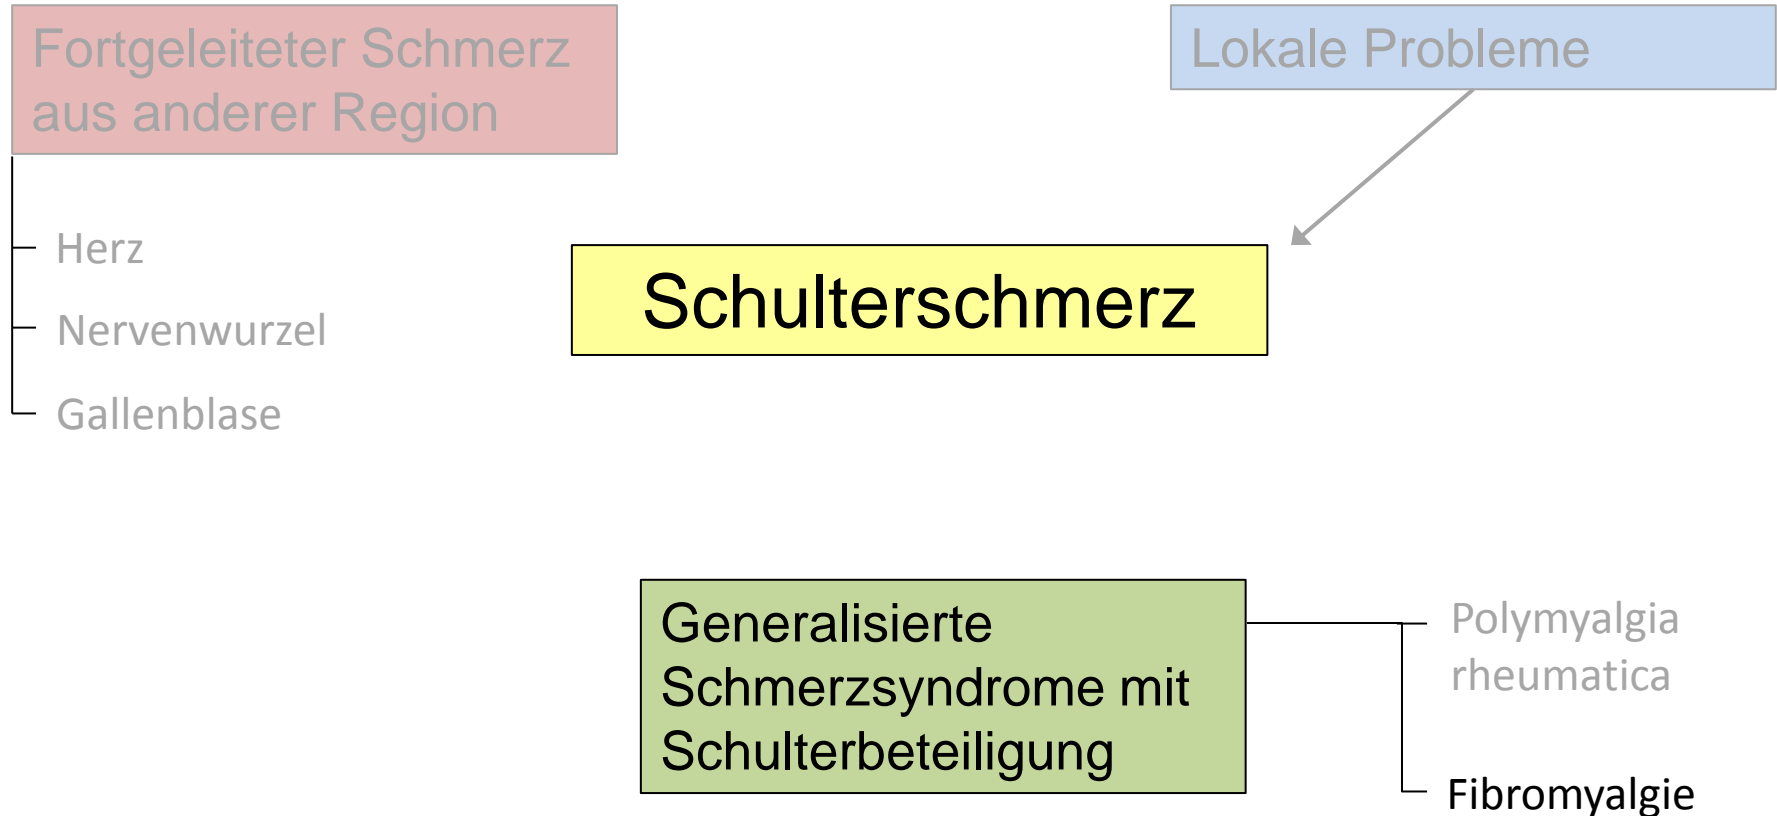 Fortgeleiteter Schmerz
aus anderer Region
Lokale Probleme
Herz
Nervenwurzel
Gallenblase
Schulterschmerz
Generalisierte
Schmerzsyndrome mit
Schulterbeteiligung
Polymyalgia
rheumatica
Fibromyalgie